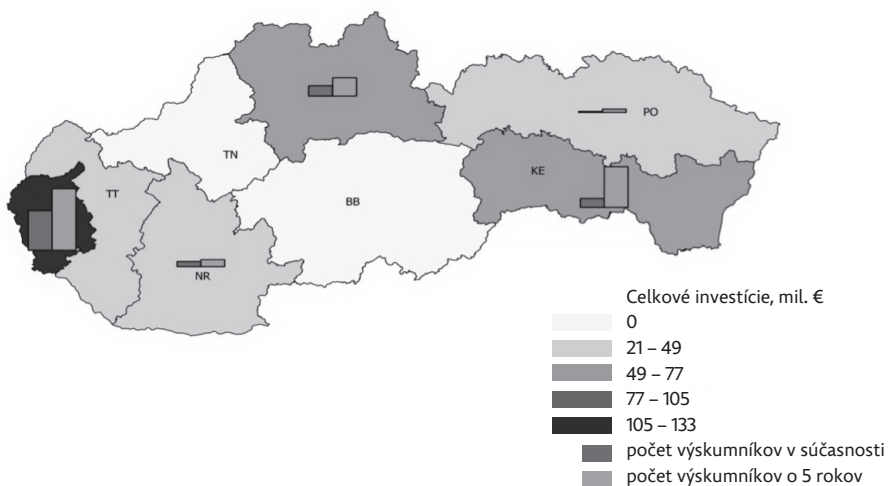 PO
TN
KE
TT
BB
NR
Celkové investície, mil. €
0
21 – 49
49 – 77
77 – 105
105 – 133
počet výskumníkov v súčasnosti
počet výskumníkov o 5 rokov